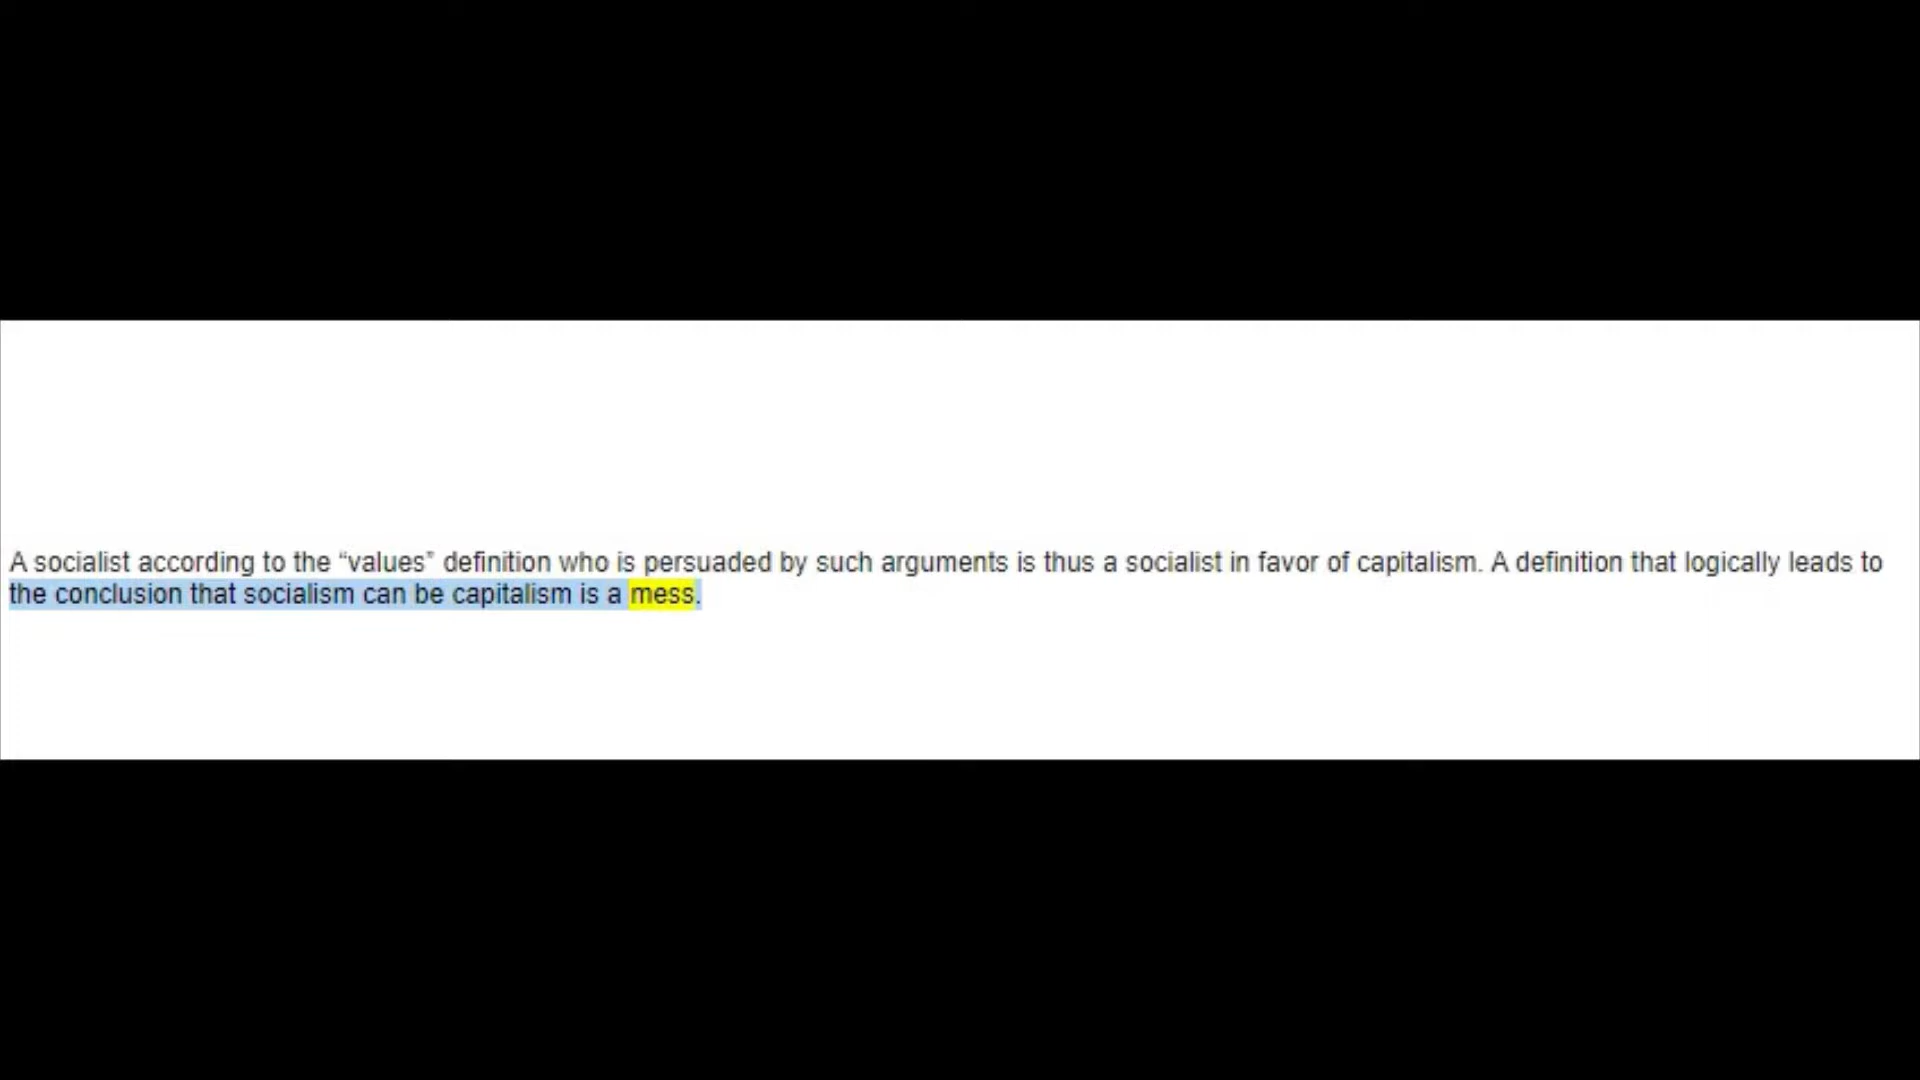 A socialist according to the “values” definition who is persuaded by such arguments is thus a socialist in favor of capitalism. A definition that logically leads to
the conclusion that socialism can be capitalism is a mess.